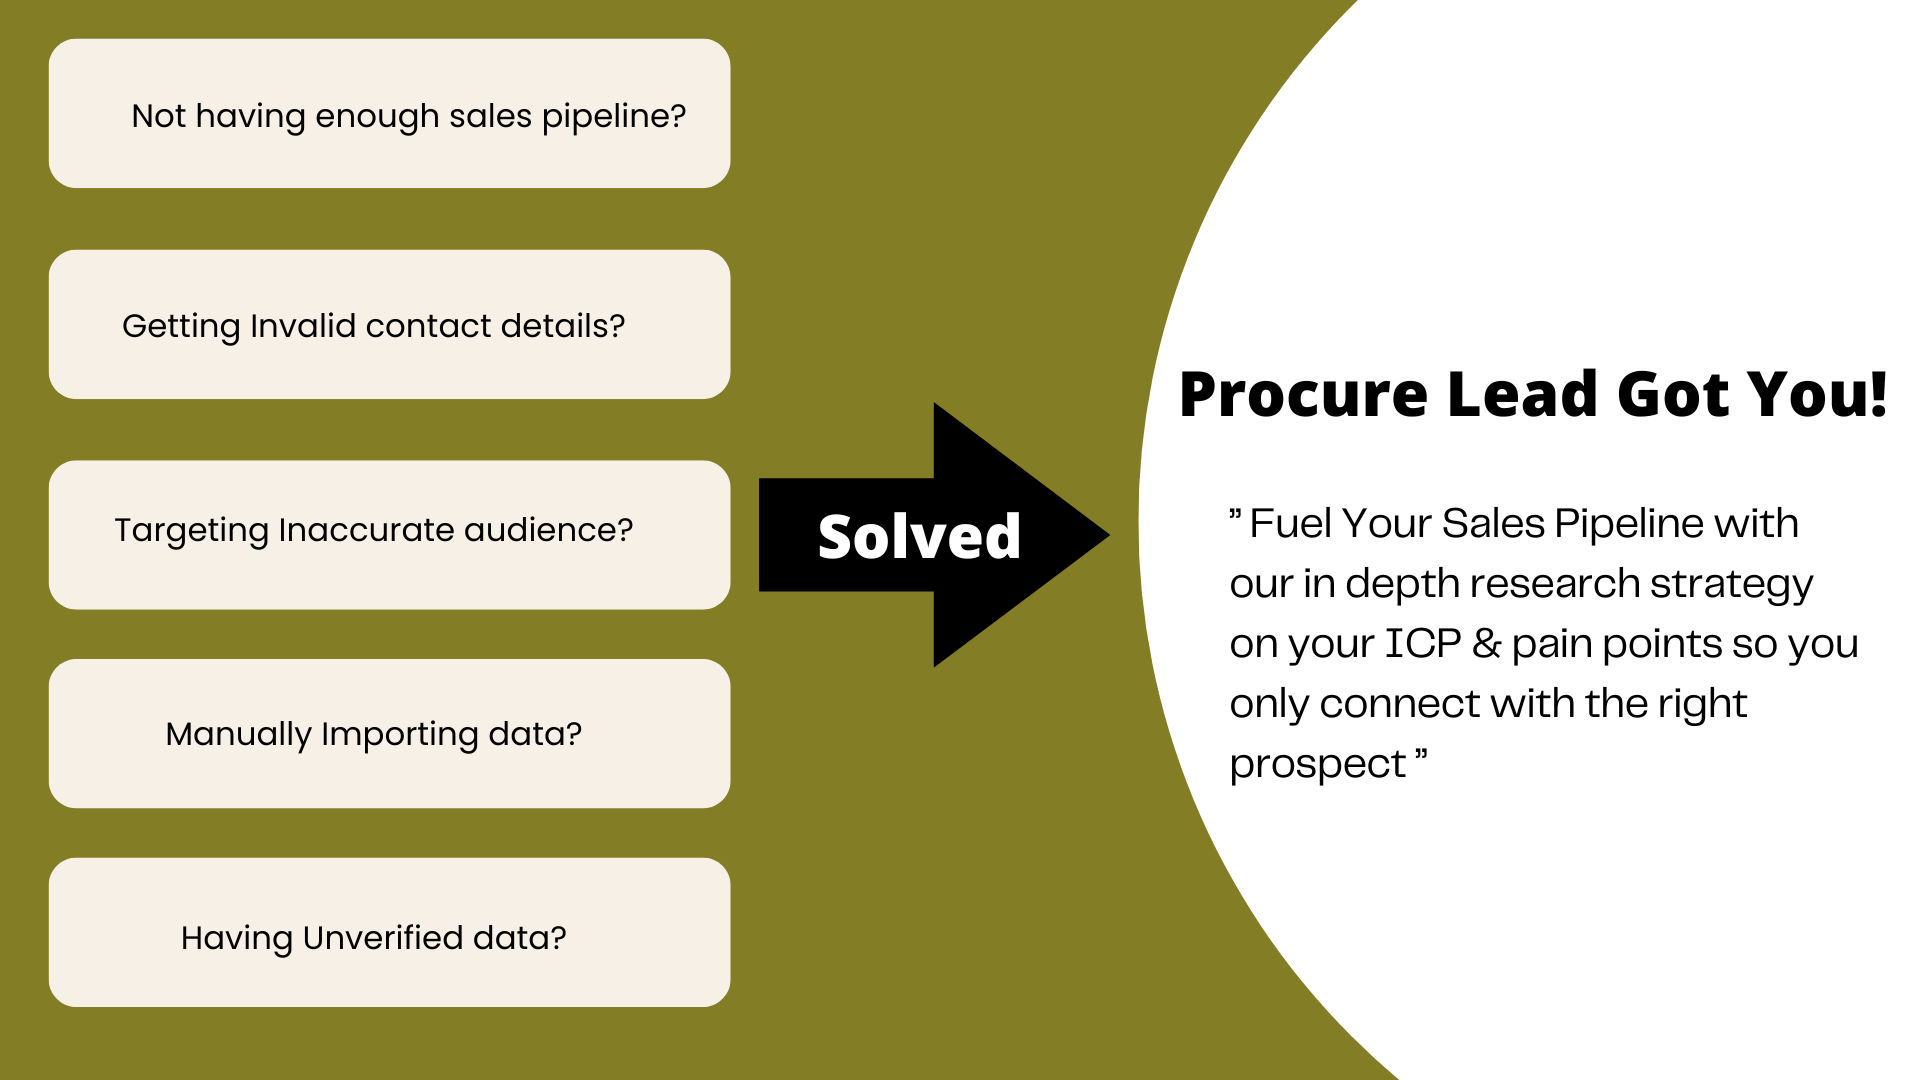 Not having enough sales pipeline?
Getting Invalid contact details?
Targeting Inaccurate audience?
Manually Importing data?
Having Unverified data?
Solved
Procure Lead Got You!
” Fuel Your Sales Pipeline with
our in depth research strategy
on your ICP & pain points so you
only connect with the right
prospect ”